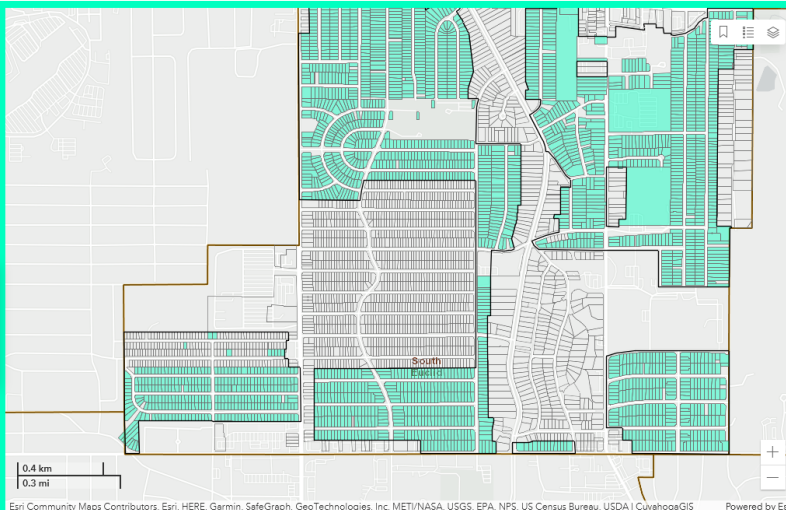 South
Euclid
0.4 km
0.3 mi
Esri Community Maps Contributors, Esri, HERE, Garmin, SafeGraph, GeoTechnologies, Inc, METI/NASA, USGS, EPA, NPS, US Census Bureau, USDA | CuyahogaGIS Powered by Es